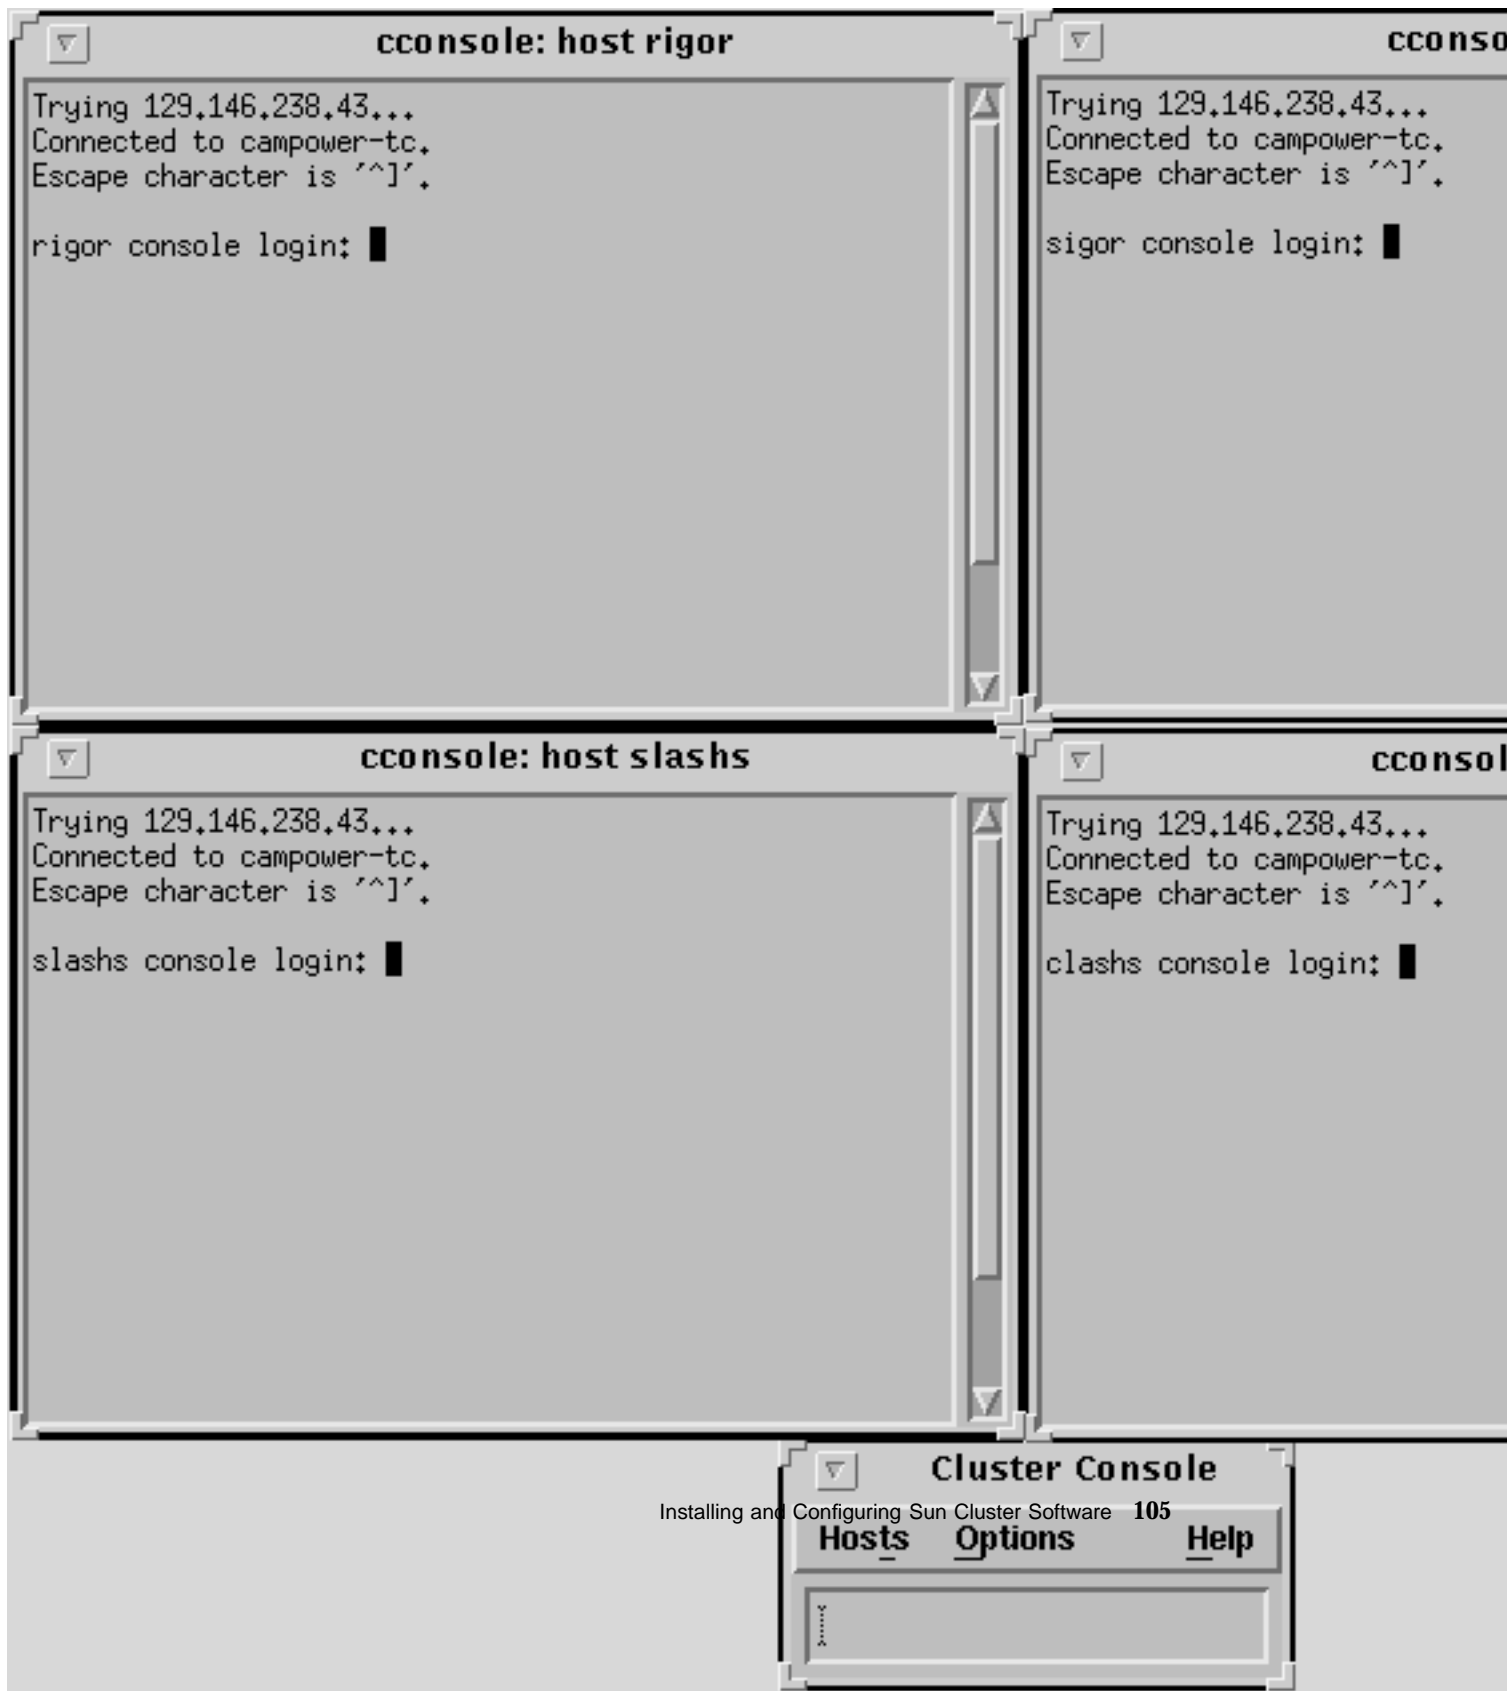 cconsole: host rigor
Trying 129.146.238.43...
Connected to campower-tc.
Escape character is '^]'.
rigor console login:
Trying 129.146.238.43...
Connected to campower-tc.
Escape character is '^]'.
sigor console login:
cconsole: host slashs
Trying 129.146.238.43...
Connected to campower-tc.
Escape character is '^]'.
slashs console login:
Trying 129.146.238.43...
Connected to campower-tc.
Escape character is '^]'.
clashs console login:
Cluster Console
Installing and Configuring Sun Cluster Software 105
Hosts Options Help